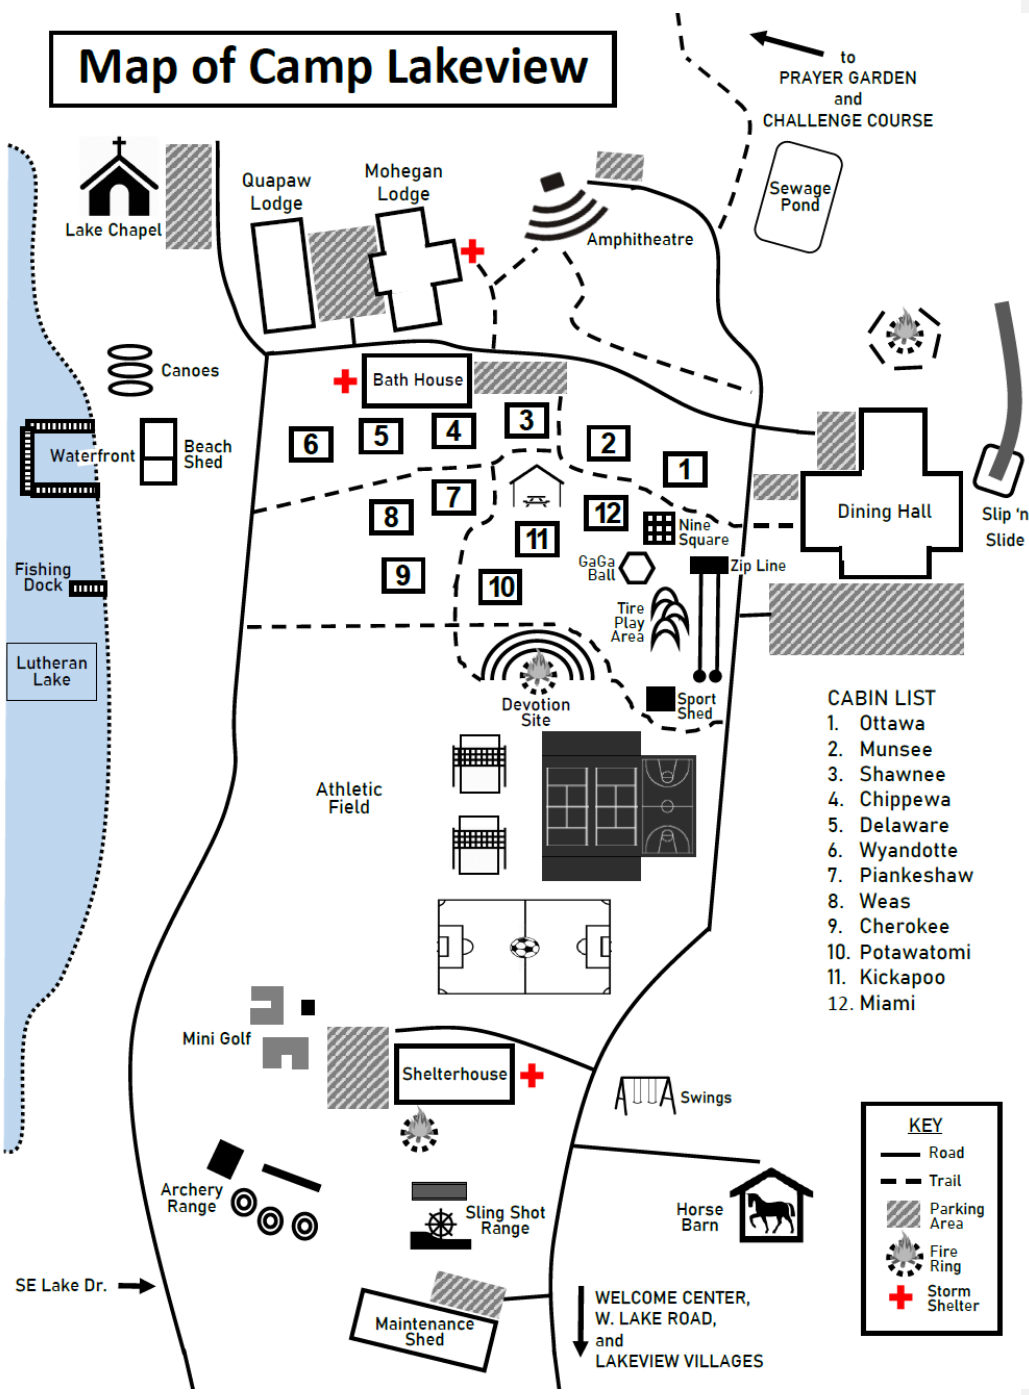 Map of Camp Lakeview
to
PRAYER GARDEN
and
CHALLENGE COURSE
Lake Chapel
Quapaw
Lodge
Mohegan
Lodge
Amphitheatre
Sewage
Pond
Canoes
Bath House
Waterfront
Beach
Shed
6
5
4
3
2
1
7
8
9
10
11
12
Nine
Square
GaGa
Ball
Zip Line
Tire
Play
Area
Dining Hall
Slip 'n
Slide
Fishing
Dock
Lutheran
Lake
Devotion
Site
Sport
Shed
Athletic
Field
CABIN LIST
1. Ottawa
2. Munsee
3. Shawnee
4. Chippewa
5. Delaware
6. Wyandotte
7. Piankeshaw
8. Weas
9. Cherokee
10. Potawatomi
11. Kickapoo
12. Miami
Mini Golf
Shelterhouse
Swings
Archery
Range
Sling Shot
Range
Horse
Barn
SE Lake Dr.
Maintenance
Shed
WELCOME CENTER,
W. LAKE ROAD,
and
LAKEVIEW VILLAGES
KEY
Road
Trail
Parking
Area
Fire
Ring
Storm
Shelter